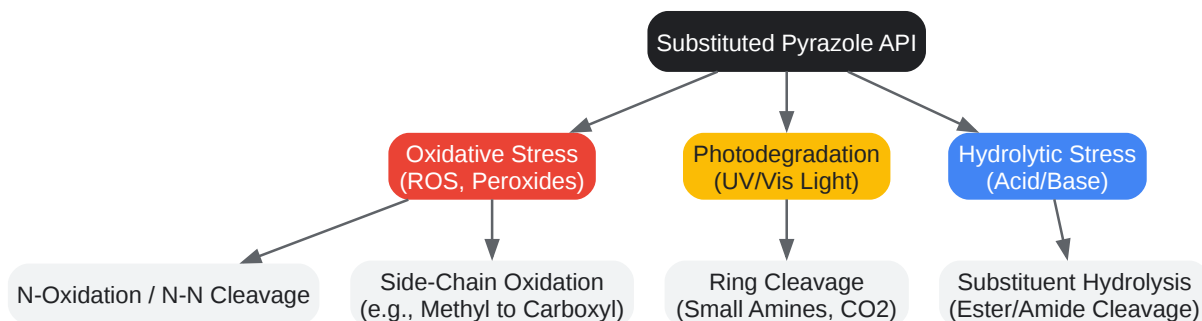 Substituted Pyrazole API
Oxidative Stress
(ROS, Peroxides)
Photodegradation
(UV/Vis Light)
Hydrolytic Stress
(Acid/Base)
N-Oxidation / N-N Cleavage
Side-Chain Oxidation
(e.g., Methyl to Carboxyl)
Ring Cleavage
(Small Amines, CO2)
Substituent Hydrolysis
(Ester/Amide Cleavage)